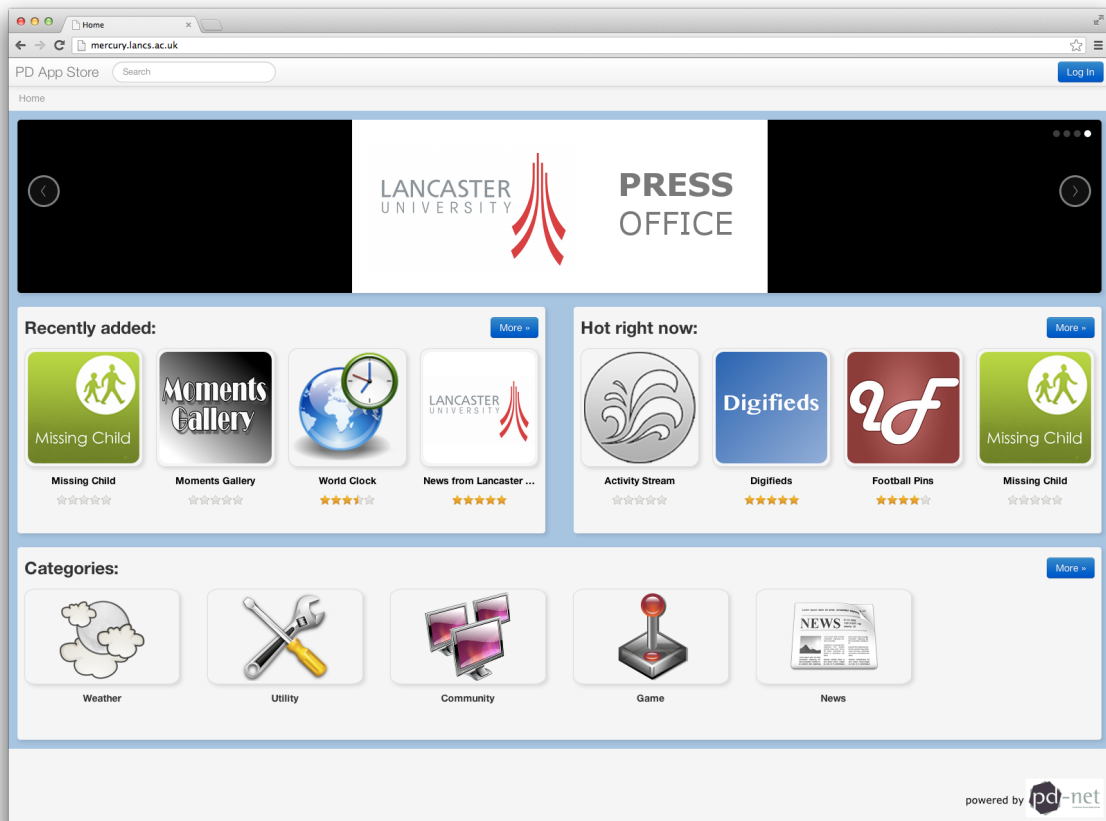 Home
mercury.lancs.ac.uk
PD App Store
Search
Log In
Home
LANCASTER
UNIVERSITY
PRESS
OFFICE
Recently added:
More »
Missing Child
Moments
Gallery
LANCASTER
UNIVERSITY
Missing Child
Moments Gallery
World Clock
News from Lancaster ...
Hot right now:
More »
Digifieds
Missing Child
Activity Stream
Digifieds
Football Pins
Missing Child
Categories:
More »
NEWS
Weather
Utility
Community
Game
News
powered by pd-net